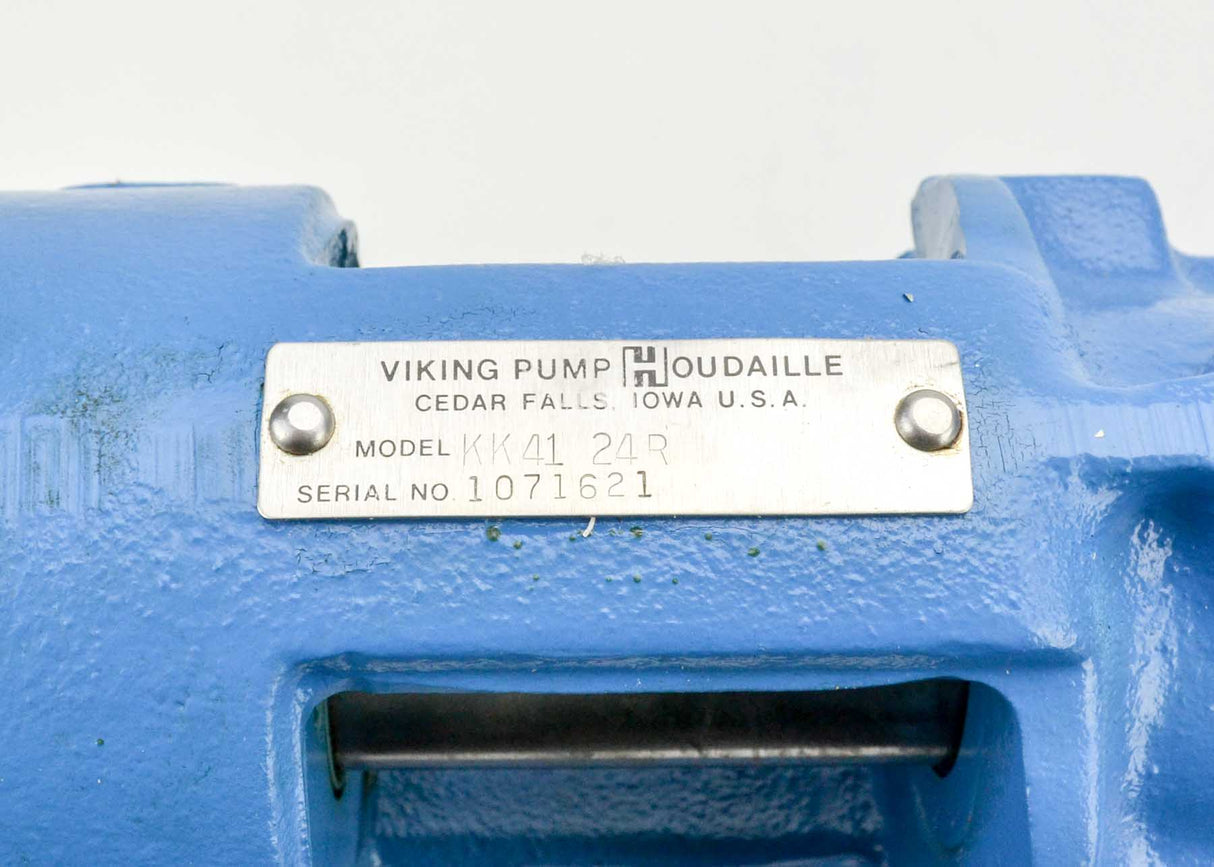 VIKING PUMP HOUDAILLE
CEDAR FALLS, IOWA U.S.A.
MODEL KK41 24R
SERIAL NO. 1071621